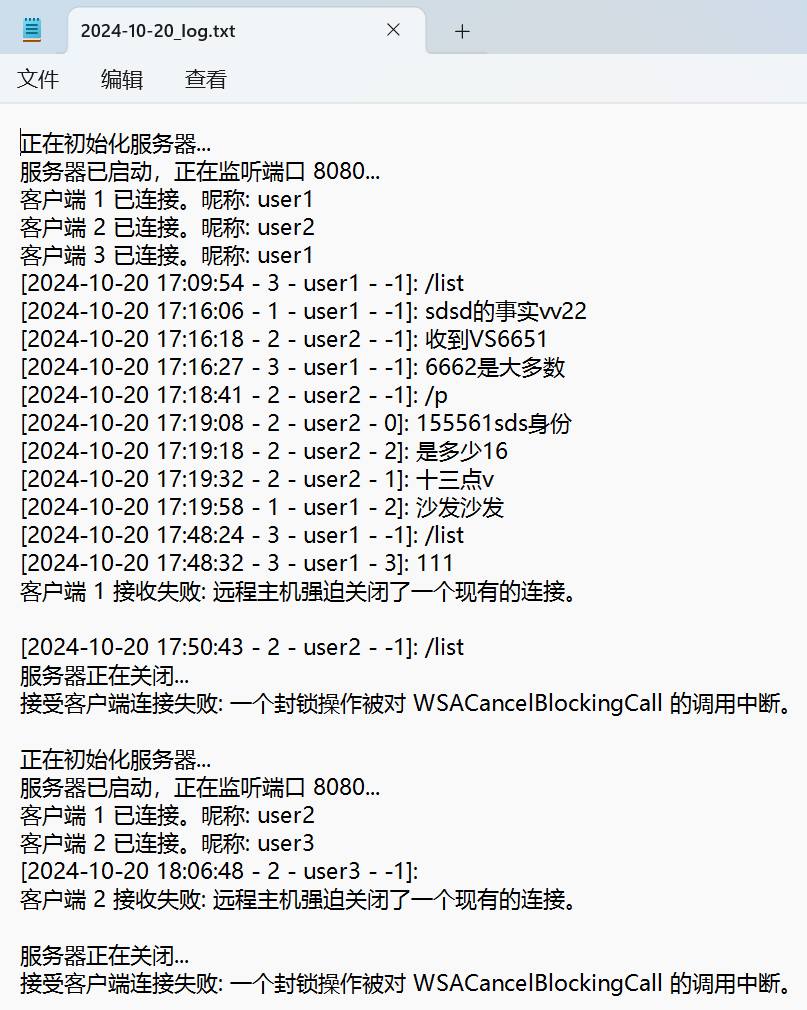 2024-10-20_log.txt
文件 编辑 查看
正在初始化服务器...
服务器已启动，正在监听端口 8080...
客户端 1 已连接。昵称: user1
客户端 2 已连接。昵称: user2
客户端 3 已连接。昵称: user1
[2024-10-20 17:09:54 - 3 - user1 - -1]: /list
[2024-10-20 17:16:06 - 1 - user1 - -1]: sdsd的事实vv22
[2024-10-20 17:16:18 - 2 - user2 - -1]: 收到VS6651
[2024-10-20 17:16:27 - 3 - user1 - -1]: 6662是大多数
[2024-10-20 17:18:41 - 2 - user2 - -1]: /p
[2024-10-20 17:19:08 - 2 - user2 - 0]: 155561sds身份
[2024-10-20 17:19:18 - 2 - user2 - 2]: 是多少16
[2024-10-20 17:19:32 - 2 - user2 - 1]: 十三点v
[2024-10-20 17:19:58 - 1 - user1 - 2]: 沙发沙发
[2024-10-20 17:48:24 - 3 - user1 - -1]: /list
[2024-10-20 17:48:32 - 3 - user1 - 3]: 111
客户端 1 接收失败: 远程主机强迫关闭了一个现有的连接。
[2024-10-20 17:50:43 - 2 - user2 - -1]: /list
服务器正在关闭...
接受客户端连接失败: 一个封锁操作被对 WSACancelBlockingCall 的调用中断。
正在初始化服务器...
服务器已启动，正在监听端口 8080...
客户端 1 已连接。昵称: user2
客户端 2 已连接。昵称: user3
[2024-10-20 18:06:48 - 2 - user3 - -1]:
客户端 2 接收失败: 远程主机强迫关闭了一个现有的连接。
服务器正在关闭...
接受客户端连接失败: 一个封锁操作被对 WSACancelBlockingCall 的调用中断。